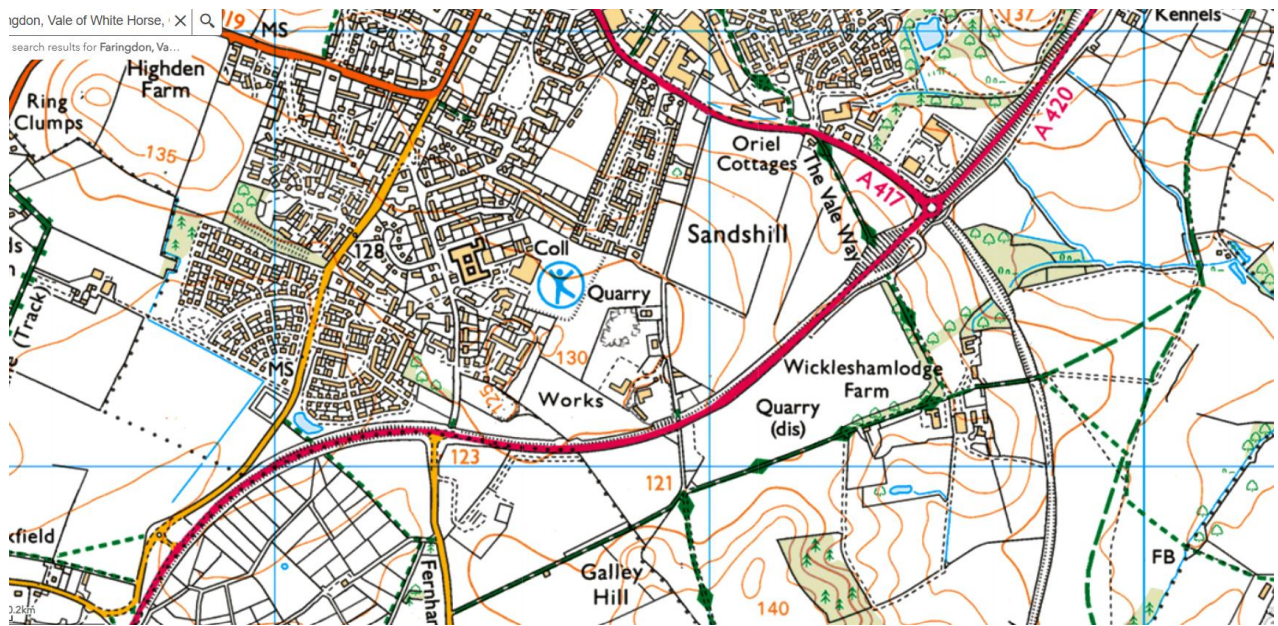 ngdon, Vale of White Horse,
search results for Faringdon, Va...
MS
137
Kennels
Highden
Farm
Ring
Clumps
135
A 420
Oriel
Cottages
The Vale Way
A 417
Sandshill
128
Coll
Quarry
(Track)
MS
130
125
Works
Wickleshamlodge
Farm
Quarry
(dis)
123
121
kfield
Galley
Hill
140
FB
Fernham
0.2km